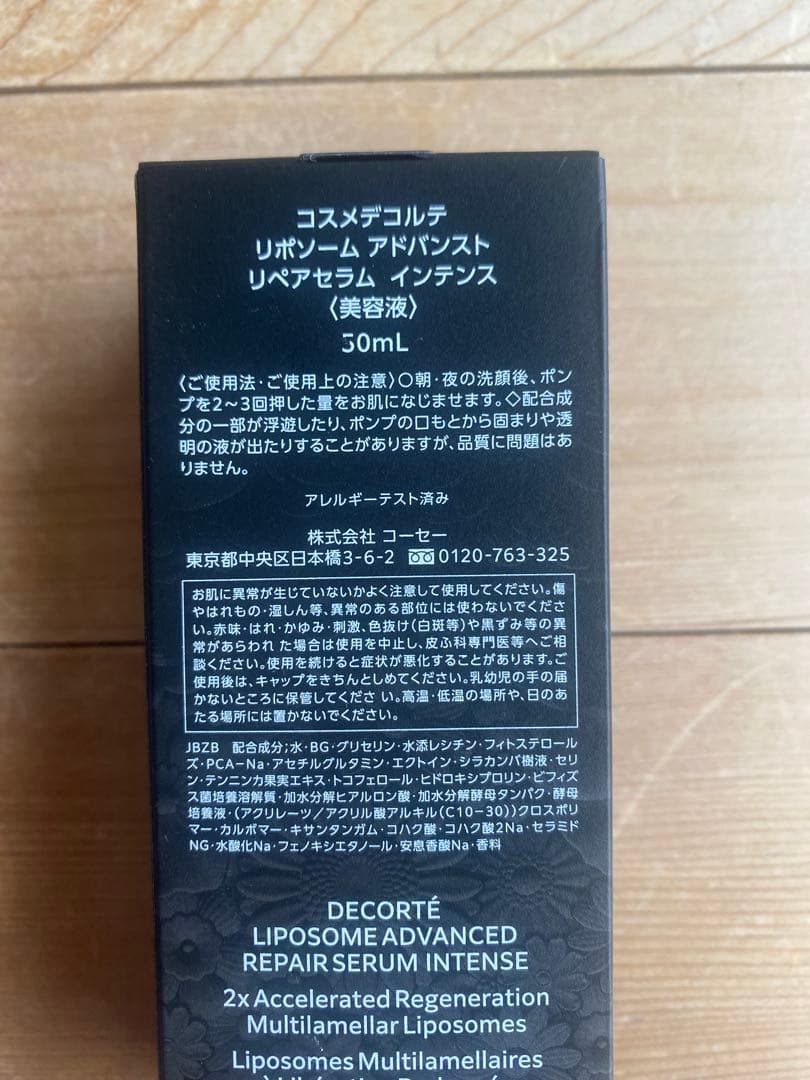 コスメデコルテ
リポソーム アドバンスト
リペアセラム インテンス
〈美容液〉
50mL
〈ご使用法・ご使用上の注意〉○朝・夜の洗顔後、ポン
プを2〜3回押した量をお肌になじませます。◇配合成
分の一部が浮遊したり、ポンプの口もとから固まりや透
明の液が出たりすることがありますが、品質に問題はあ
りません。
アレルギーテスト済み
株式会社 コーセー
東京都中央区日本橋3-6-2 0120-763-325
お肌に異常が生じていないかよく注意して使用してください。傷
やはれもの・湿しん等、異常のある部位には使わないでくださ
い。赤味・はれ・かゆみ・刺激、色抜け(白斑等)や黒ずみ等の異
常があらわれ た場合は使用を中止し、皮ふ科専門医等へご相
談ください。使用を続けると症状が悪化することがあります。ご
使用後は、キャップをきちんとしめてください。乳幼児の手の届
かないところに保管してくださ い。高温・低温の場所や、日のあ
たる場所には置かないでください。
JBZB 配合成分;水・BG・グリセリン・水添レシチン・フィトステロール
ズ・PCA-Na・アセチルグルタミン・エクトイン・シラカンバ樹液・セリ
ン・テンニンカ果実エキス・トコフェロール・ヒドロキシプロリン・ビフィズ
ス菌培養溶解質・加水分解ヒアルロン酸・加水分解酵母タンパク・酵母
培養液・(アクリレーツ/アクリル酸アルキル(C10-30))クロスポリ
マー・カルボマー・キサンタンガム・コハク酸・コハク酸2Na・セラミド
NG・水酸化Na・フェノキシエタノール・安息香酸Na・香料
DECORTÉ
LIPOSOME ADVANCED
REPAIR SERUM INTENSE
2x Accelerated Regeneration
Multilamellar Liposomes
Liposomes Multilamellaires